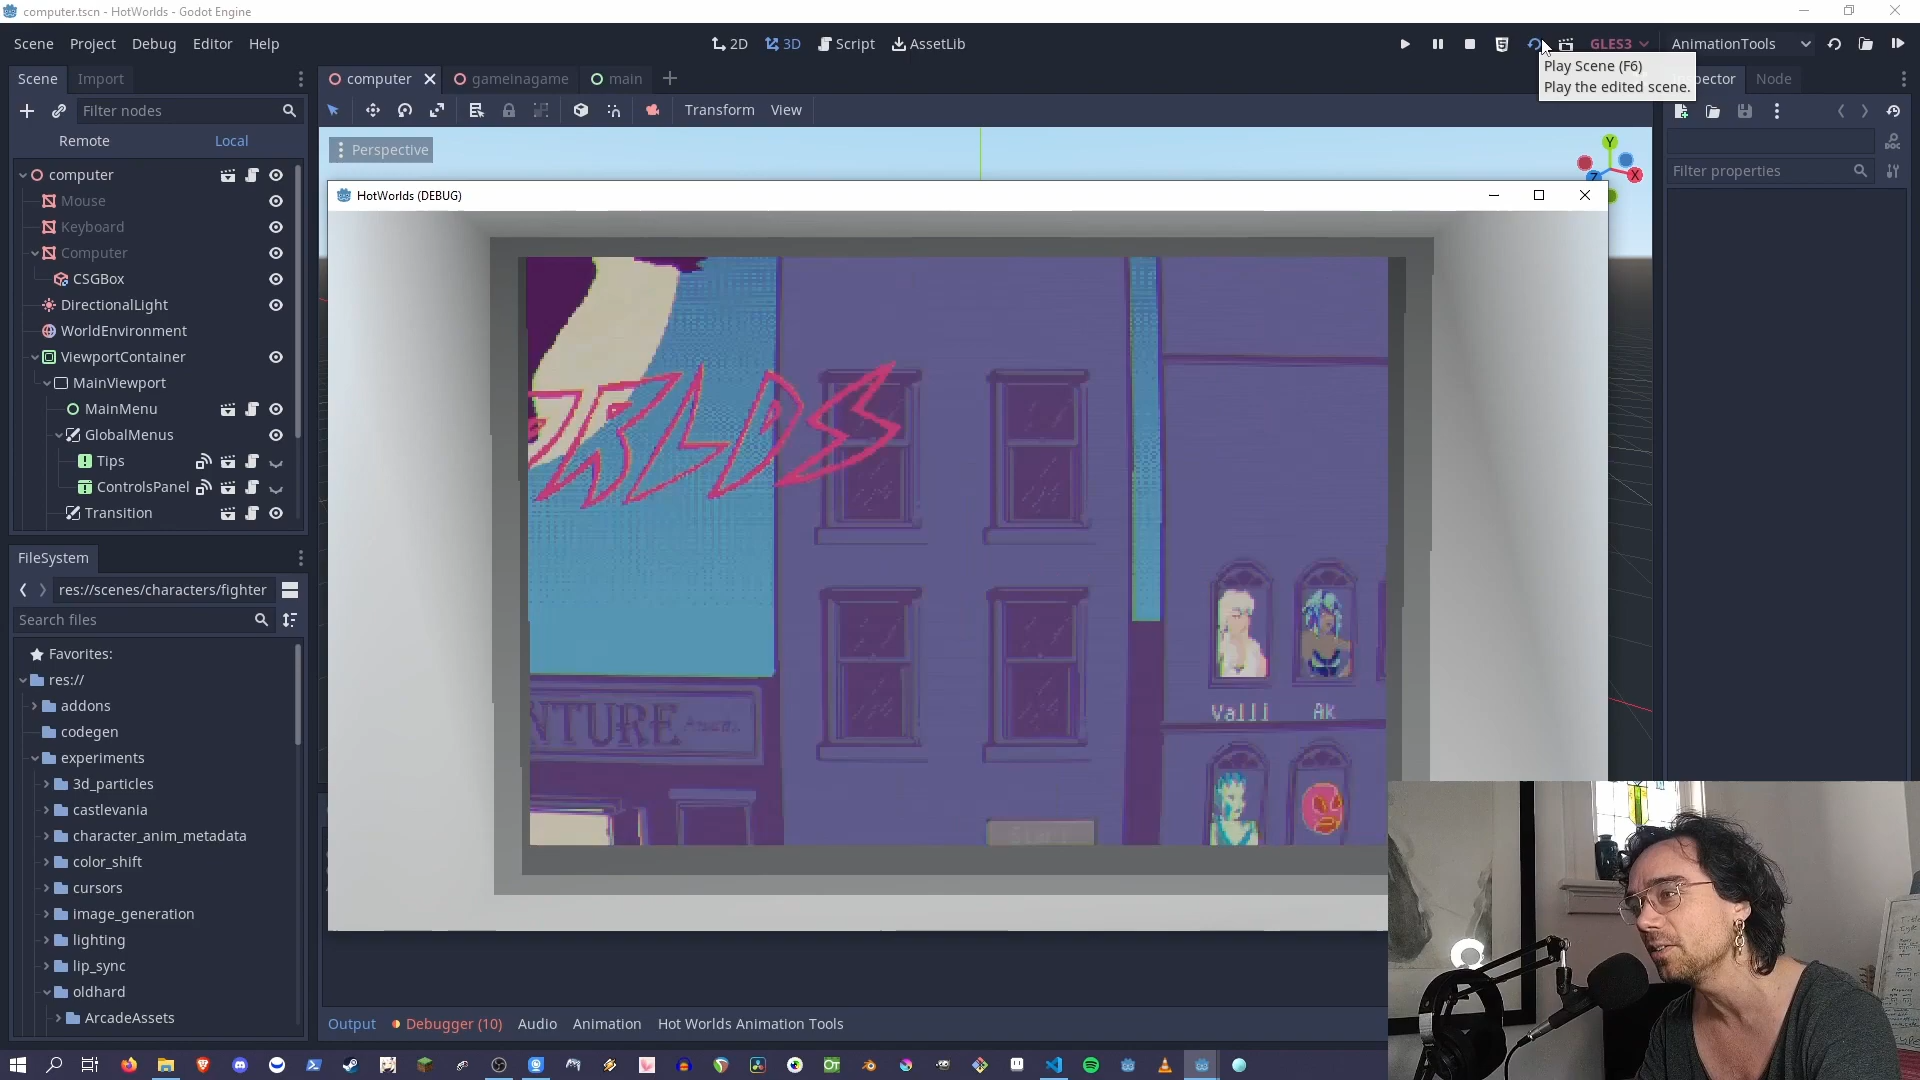 computer.tscn - HotWorlds - Godot Engine
Scene Project Debug Editor Help
2D 3D Script AssetLib
GLES3 AnimationTools
Play Scene (F6)
Play the edited scene.
Scene Import
computer gameinagame main
Inspector Node
Filter nodes
Transform View
Remote Local
Perspective
Filter properties
computer
Mouse
Keyboard
Computer
CSGBox
DirectionalLight
WorldEnvironment
ViewportContainer
MainViewport
MainMenu
GlobalMenus
Tips
ControlsPanel
Transition
HotWorlds (DEBUG)
Y
X
Z
DOC
ORLDS
NTURE
Valli Ak
FileSystem
res://scenes/characters/fighter
Search files
Favorites:
res://
addons
codegen
experiments
3d_particles
castlevania
character_anim_metadata
color_shift
cursors
image_generation
lighting
lip_sync
oldhard
ArcadeAssets
Output Debugger (10) Audio Animation Hot Worlds Animation Tools